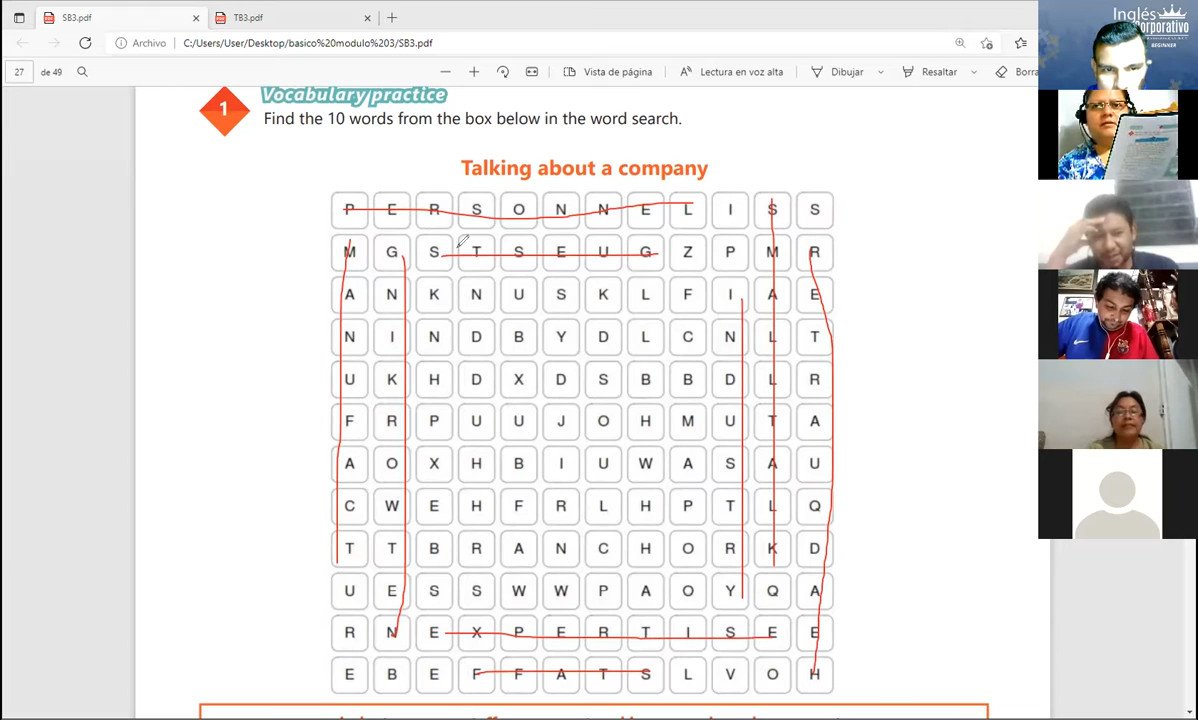 SB3.pdf
TB3.pdf
Archivo
C:/Users/User/Desktop/basico%20modulo%203/SB3.pdf
27
de 49
Vista de página
Lectura en voz alta
Dibujar
Resaltar
Borra
Inglés
Corporativo
BEGINNER
Vocabulary practice
1
Find the 10 words from the box below in the word search.
Talking about a company
P E R S O N N E L I S S
M G S T S E U G Z P M R
A N K N U S K L F I A E
N I N D B Y D L C N L T
U K H D X D S B B D L R
F R P U U J O H M U T A
A O X H B I U W A S A U
C W E H F R L H P T L Q
T T B R A N C H O R K D
U E S S W W P A O Y Q A
R N E X P E R T I S E E
E B E F F A T S L V O H